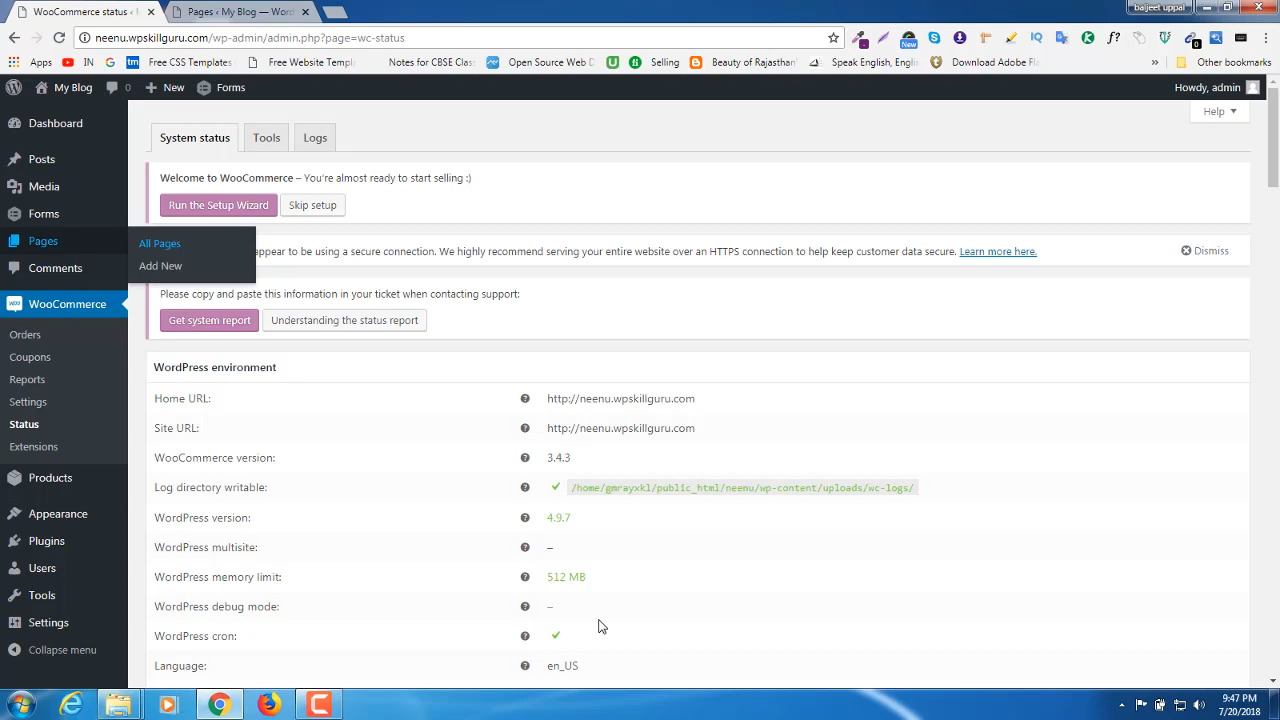 WooCommerce status ‹
Pages ‹ My Blog — Word
baljeet uppal
neenu.wpskillguru.com/wp-admin/admin.php?page=wc-status
New
0
Apps
IN
tm
Free CSS Templates
Free Website Templ
Notes for CBSE Class
Open Source Web D
Selling
Beauty of Rajasthan
Speak English, Engli
Download Adobe Fl
»
Other bookmarks
My Blog
0
New
Forms
Howdy, admin
Help
Dashboard
Posts
Media
Forms
Pages
All Pages
Add New
Comments
WooCommerce
Orders
Coupons
Reports
Settings
Status
Extensions
Products
Appearance
Plugins
Users
Tools
Settings
Collapse menu
System status
Tools
Logs
Welcome to WooCommerce – You're almost ready to start selling :)
Run the Setup Wizard
Skip setup
appear to be using a secure connection. We highly recommend serving your entire website over an HTTPS connection to help keep customer data secure. Learn more here.
Dismiss
Please copy and paste this information in your ticket when contacting support:
Get system report
Understanding the status report
WordPress environment
Home URL: http://neenu.wpskillguru.com
Site URL: http://neenu.wpskillguru.com
WooCommerce version: 3.4.3
Log directory writable: /home/gmrayxkl/public_html/neenu/wp-content/uploads/wc-logs/
WordPress version: 4.9.7
WordPress multisite: –
WordPress memory limit: 512 MB
WordPress debug mode: –
WordPress cron:
Language: en_US
9:47 PM
7/20/2018